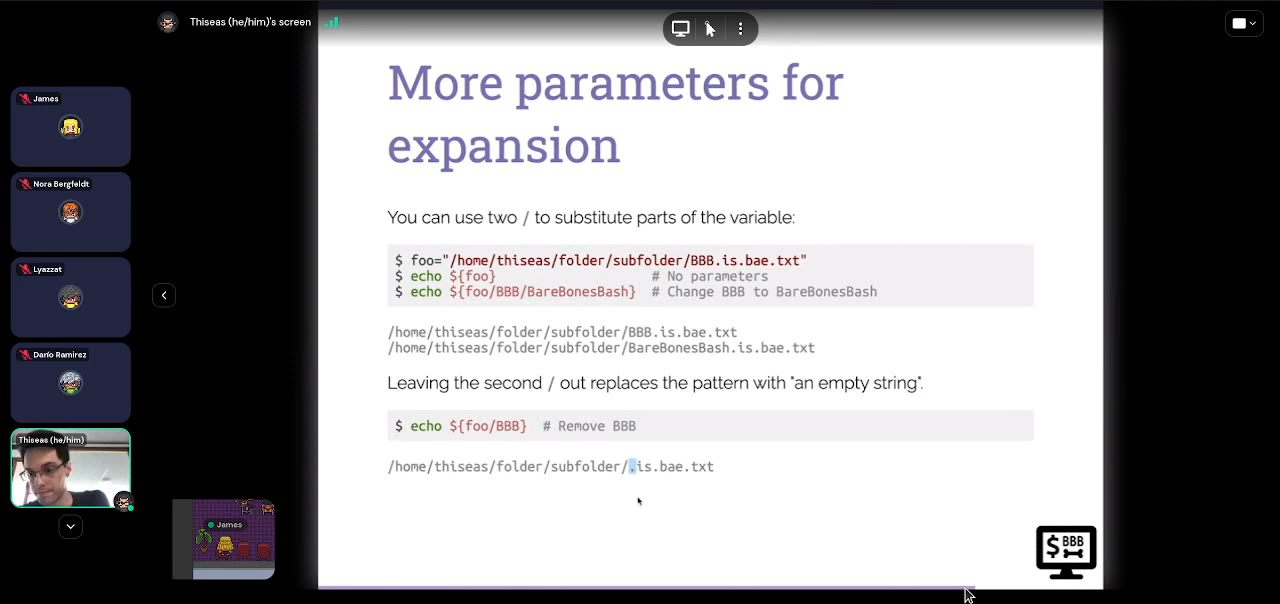 Thiseas (he/him)'s screen
James
Nora Bergfeldt
Lyazzat
Darío Ramirez
Thiseas (he/him)
James
More parameters for
expansion
You can use two / to substitute parts of the variable:
$ foo="/home/thiseas/folder/subfolder/BBB.is.bae.txt"
$ echo ${foo} # No parameters
$ echo ${foo/BBB/BareBonesBash} # Change BBB to BareBonesBash
/home/thiseas/folder/subfolder/BBB.is.bae.txt
/home/thiseas/folder/subfolder/BareBonesBash.is.bae.txt
Leaving the second / out replaces the pattern with "an empty string".
$ echo ${foo/BBB} # Remove BBB
/home/thiseas/folder/subfolder/.is.bae.txt
$ BBB